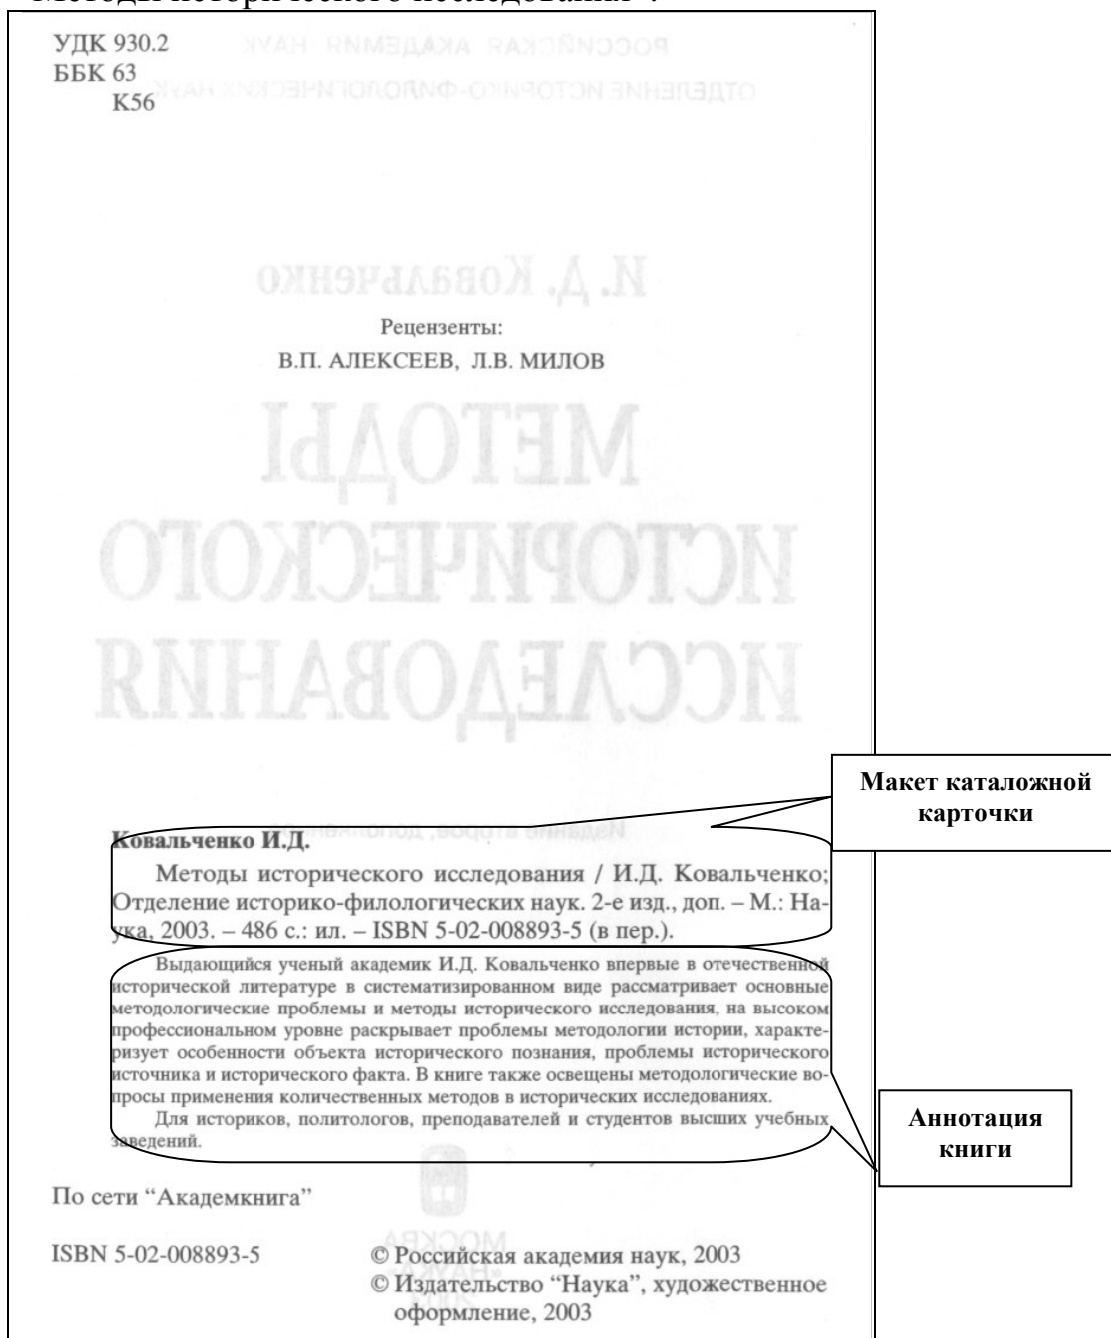 Методы исторического исследования".
УДК 930.2
ББК 63
К56
РОССИЙСКАЯ АКАДЕМИЯ НАУК
ОТДЕЛЕНИЕ ИСТОРИКО-ФИЛОЛОГИЧЕСКИХ НАУК
И. Д. Ковальченко
Рецензенты:
В.П. АЛЕКСЕЕВ, Л.В. МИЛОВ
МЕТОДЫ
ИСТОРИЧЕСКОГО
ИССЛЕДОВАНИЯ
Макет каталожной
карточки
Издание второе, дополненное
Ковальченко И.Д.
Методы исторического исследования / И.Д. Ковальченко;
Отделение историко-филологических наук. 2-е изд., доп. – М.: На-
ука, 2003. – 486 с.: ил. – ISBN 5-02-008893-5 (в пер.).
Выдающийся ученый академик И.Д. Ковальченко впервые в отечественной
исторической литературе в систематизированном виде рассматривает основные
методологические проблемы и методы исторического исследования, на высоком
профессиональном уровне раскрывает проблемы методологии истории, характе-
ризует особенности объекта исторического познания, проблемы исторического
источника и исторического факта. В книге также освещены методологические во-
просы применения количественных методов в исторических исследованиях.
Для историков, политологов, преподавателей и студентов высших учебных
заведений.
Аннотация
книги
По сети "Академкнига"
МОСКВА
«НАУКА»
2003
ISBN 5-02-008893-5
© Российская академия наук, 2003
© Издательство "Наука", художественное
оформление, 2003